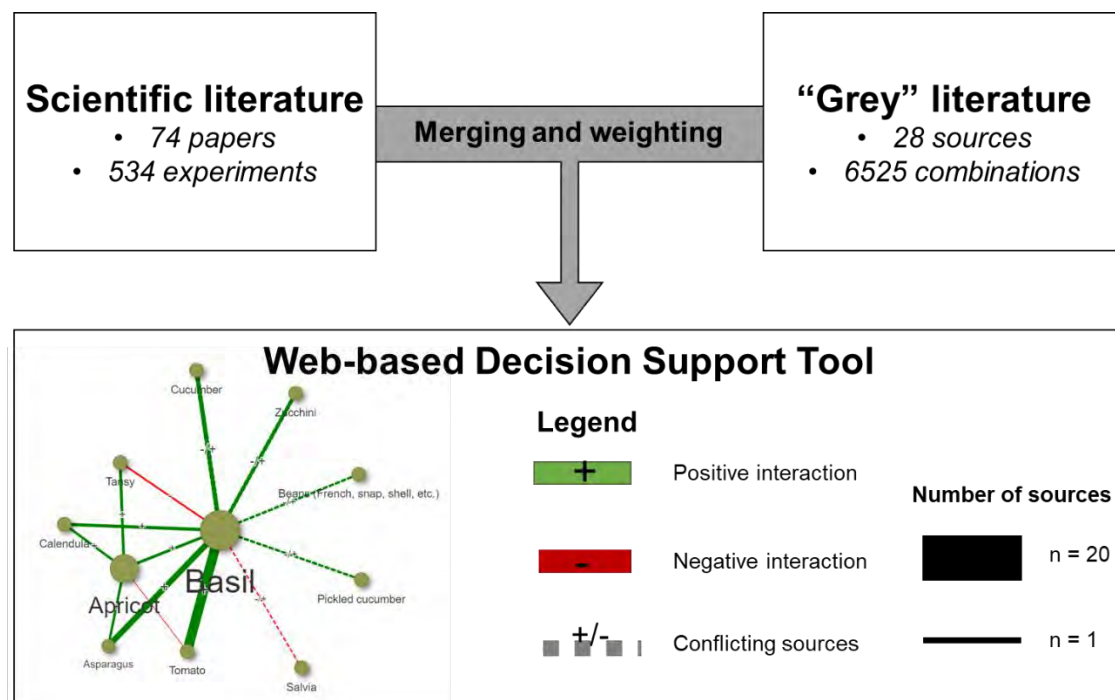 Scientific literature
• 74 papers
• 534 experiments
Merging and weighting
“Grey” literature
• 28 sources
• 6525 combinations
Web-based Decision Support Tool
Cucumber
Zucchini
Tansy
Beans (French, snap, shell, etc.)
Calendula
Basil
Apricot
Pickled cucumber
Asparagus
Tomato
Salvia
-/+
-/+
-/+
-/+
+
+
+
Legend
+ Positive interaction
- Negative interaction
+/- Conflicting sources
Number of sources
n = 20
n = 1